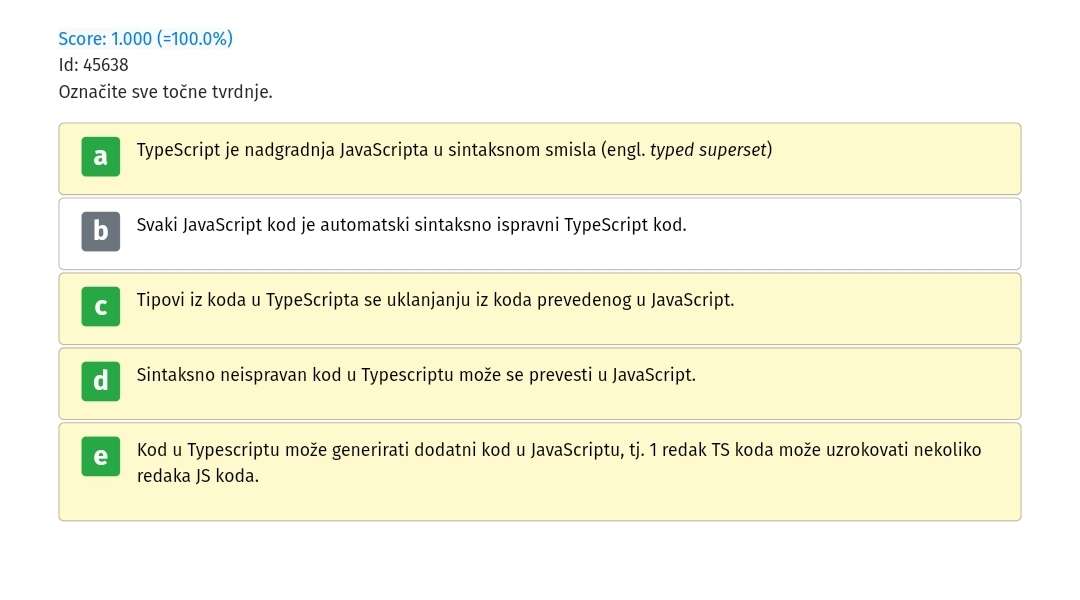 Score: 1.000 (=100.0%)
Id: 45638
Označite sve točne tvrdnje.
a TypeScript je nadgradnja JavaScripta u sintaksnom smisla (engl. typed superset)
b Svaki JavaScript kod je automatski sintaksno ispravni TypeScript kod.
c Tipovi iz koda u TypeScripta se uklanjanju iz koda prevedenog u JavaScript.
d Sintaksno neispravan kod u Typescriptu može se prevesti u JavaScript.
e Kod u Typescriptu može generirati dodatni kod u JavaScriptu, tj. 1 redak TS koda može uzrokovati nekoliko
redaka JS koda.